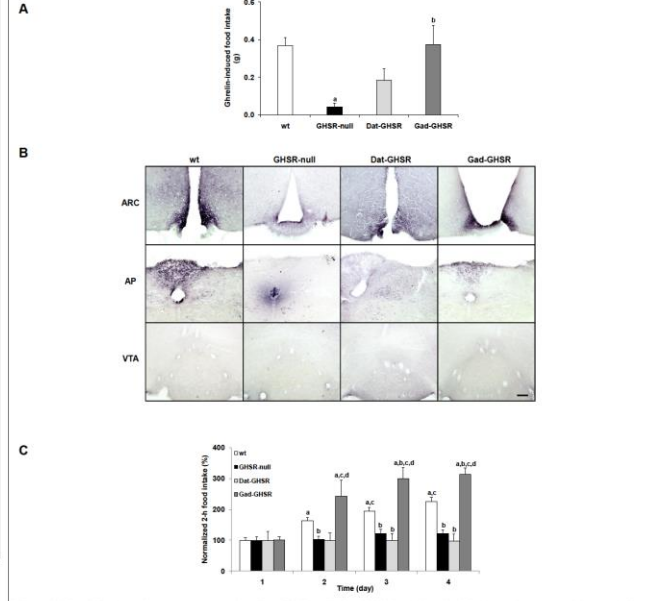 A
Ghrelin-induced food intake
(g)
0.6
0.4
0.2
0.0
a
b
wt GHSR-null Dat-GHSR Gad-GHSR
B
wt GHSR-null Dat-GHSR Gad-GHSR
ARC
AP
VTA
C
Normalized 2-h food intake (%)
400
300
200
100
0
wt
GHSR-null
Dat-GHSR
Gad-GHSR
a b a,c,d
a,c b b a,b,c,d
a,c b b a,b,c,d
1 2 3 4
Time (day)